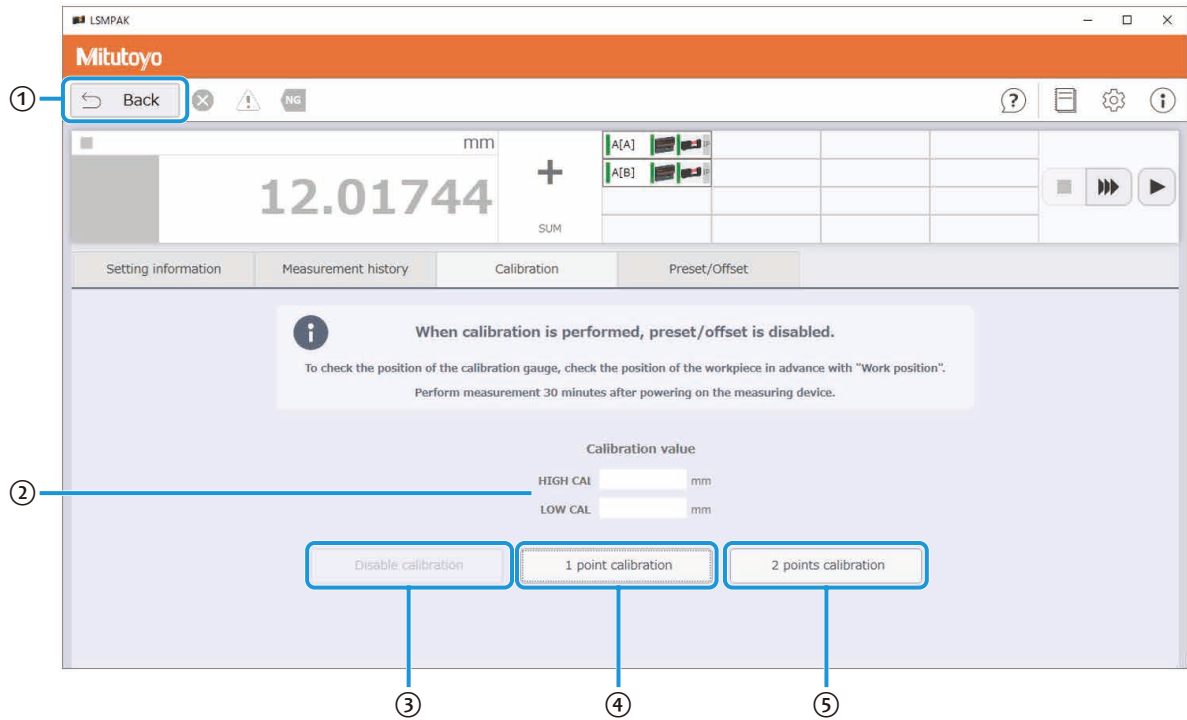 LSMPAK
Mitutoyo
① Back NG ?
mm
12.01744
+
SUM
A[A] IP
A[B] IP
Setting information Measurement history Calibration Preset/Offset
When calibration is performed, preset/offset is disabled.
To check the position of the calibration gauge, check the position of the workpiece in advance with "Work position".
Perform measurement 30 minutes after powering on the measuring device.
Calibration value
HIGH CAL mm
②
LOW CAL mm
Disable calibration 1 point calibration 2 points calibration
③ ④ ⑤